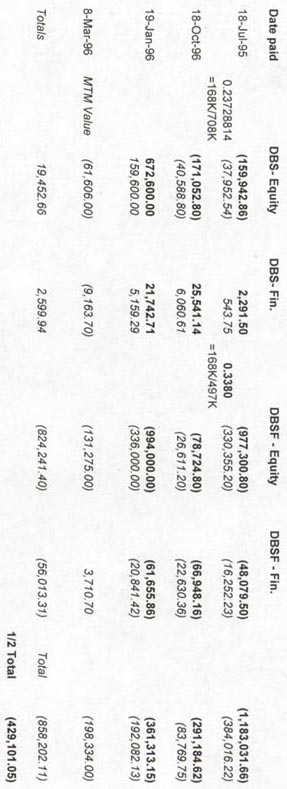 Date paid DBS- Equity DBS- Fin. DBSF - Equity DBSF - Fin.
18-Jul-95 (159,942.86) 2,291.50 (977,300.80) (48,079.50) (1,183,031.66)
0.23728814 (37,952.54) 543.75 0.3380 (330,355.20) (16,252.23) (384,016.22)
=168K/708K =168K/497K
18-Oct-96 (171,052.80) 25,541.14 (78,724.80) (66,948.16) (291,184.62)
(40,588.80) 6,060.61 (26,611.20) (22,630.36) (83,769.75)
19-Jan-96 672,600.00 21,742.71 (994,000.00) (61,655.86) (361,313.15)
159,600.00 5,159.29 (336,000.00) (20,841.42) (192,082.13)
8-Mar-96 MTM Value (61,606.00) (9,163.70) (131,275.00) 3,710.70 (198,334.00)
Totals 19,452.66 2,599.94 (824,241.40) (56,013.31) Total (858,202.11)
1/2 Total (429,101.05)